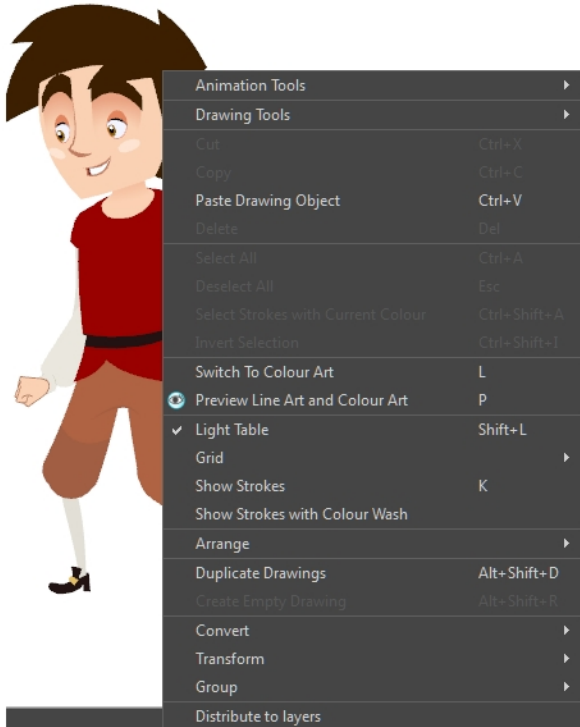 Animation Tools
Drawing Tools
Cut Ctrl+X
Copy Ctrl+C
Paste Drawing Object Ctrl+V
Delete Del
Select All Ctrl+A
Deselect All Esc
Select Strokes with Current Colour Ctrl+Shift+A
Invert Selection Ctrl+Shift+I
Switch To Colour Art L
Preview Line Art and Colour Art P
Light Table Shift+L
Grid
Show Strokes K
Show Strokes with Colour Wash
Arrange
Duplicate Drawings Alt+Shift+D
Create Empty Drawing Alt+Shift+R
Convert
Transform
Group
Distribute to layers